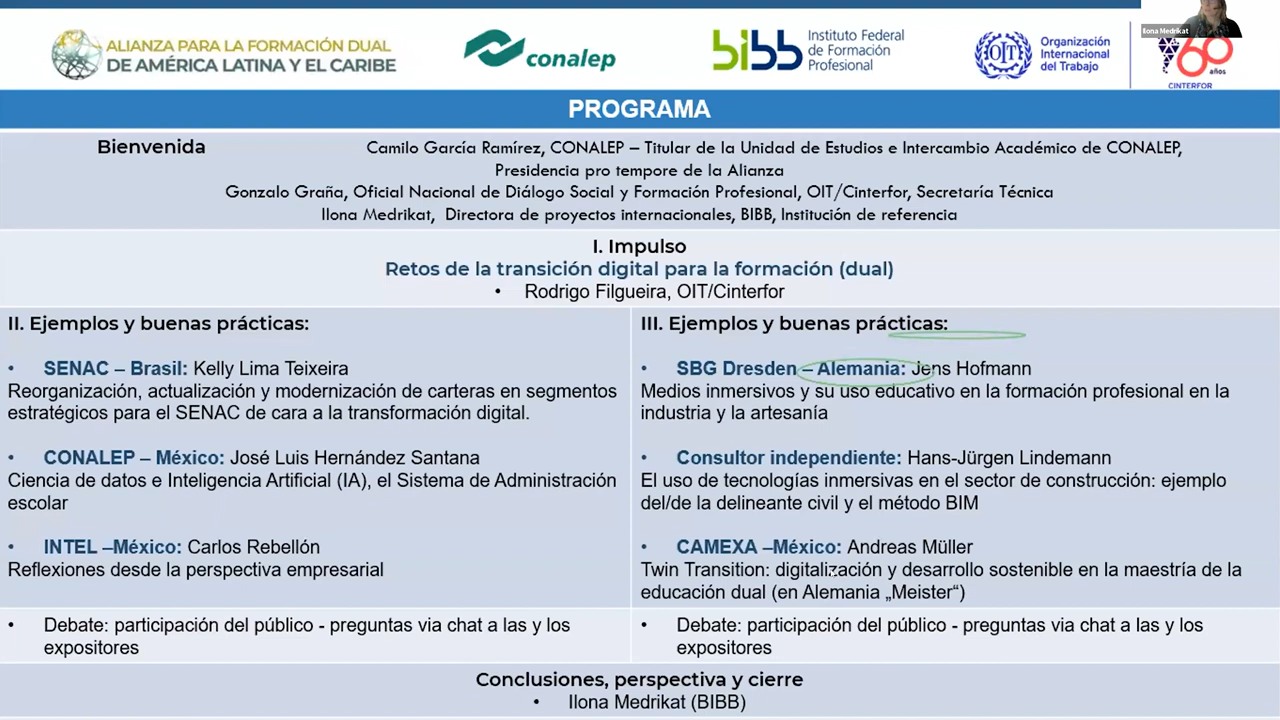 ALIANZA PARA LA FORMACIÓN DUAL
DE AMÉRICA LATINA Y EL CARIBE
conalep
bibb
Instituto Federal
de Formación
Profesional
OIT
Organización
Internacional
del Trabajo
Ilona Medrikat
60
años
CINTERFOR
PROGRAMA
Bienvenida
Camilo García Ramírez, CONALEP – Titular de la Unidad de Estudios e Intercambio Académico de CONALEP,
Presidencia pro tempore de la Alianza
Gonzalo Graña, Oficial Nacional de Diálogo Social y Formación Profesional, OIT/Cinterfor, Secretaría Técnica
Ilona Medrikat, Directora de proyectos internacionales, BIBB, Institución de referencia
I. Impulso
Retos de la transición digital para la formación (dual)
• Rodrigo Filgueira, OIT/Cinterfor
II. Ejemplos y buenas prácticas:
• SENAC – Brasil: Kelly Lima Teixeira
Reorganización, actualización y modernización de carteras en segmentos
estratégicos para el SENAC de cara a la transformación digital.
• CONALEP – México: José Luis Hernández Santana
Ciencia de datos e Inteligencia Artificial (IA), el Sistema de Administración
escolar
• INTEL –México: Carlos Rebellón
Reflexiones desde la perspectiva empresarial
• Debate: participación del público - preguntas via chat a las y los
expositores
III. Ejemplos y buenas prácticas:
• SBG Dresden – Alemania: Jens Hofmann
Medios inmersivos y su uso educativo en la formación profesional en la
industria y la artesanía
• Consultor independiente: Hans-Jürgen Lindemann
El uso de tecnologías inmersivas en el sector de construcción: ejemplo
del/de la delineante civil y el método BIM
• CAMEXA –México: Andreas Müller
Twin Transition: digitalización y desarrollo sostenible en la maestría de la
educación dual (en Alemania „Meister“)
• Debate: participación del público - preguntas via chat a las y los
expositores
Conclusiones, perspectiva y cierre
• Ilona Medrikat (BIBB)